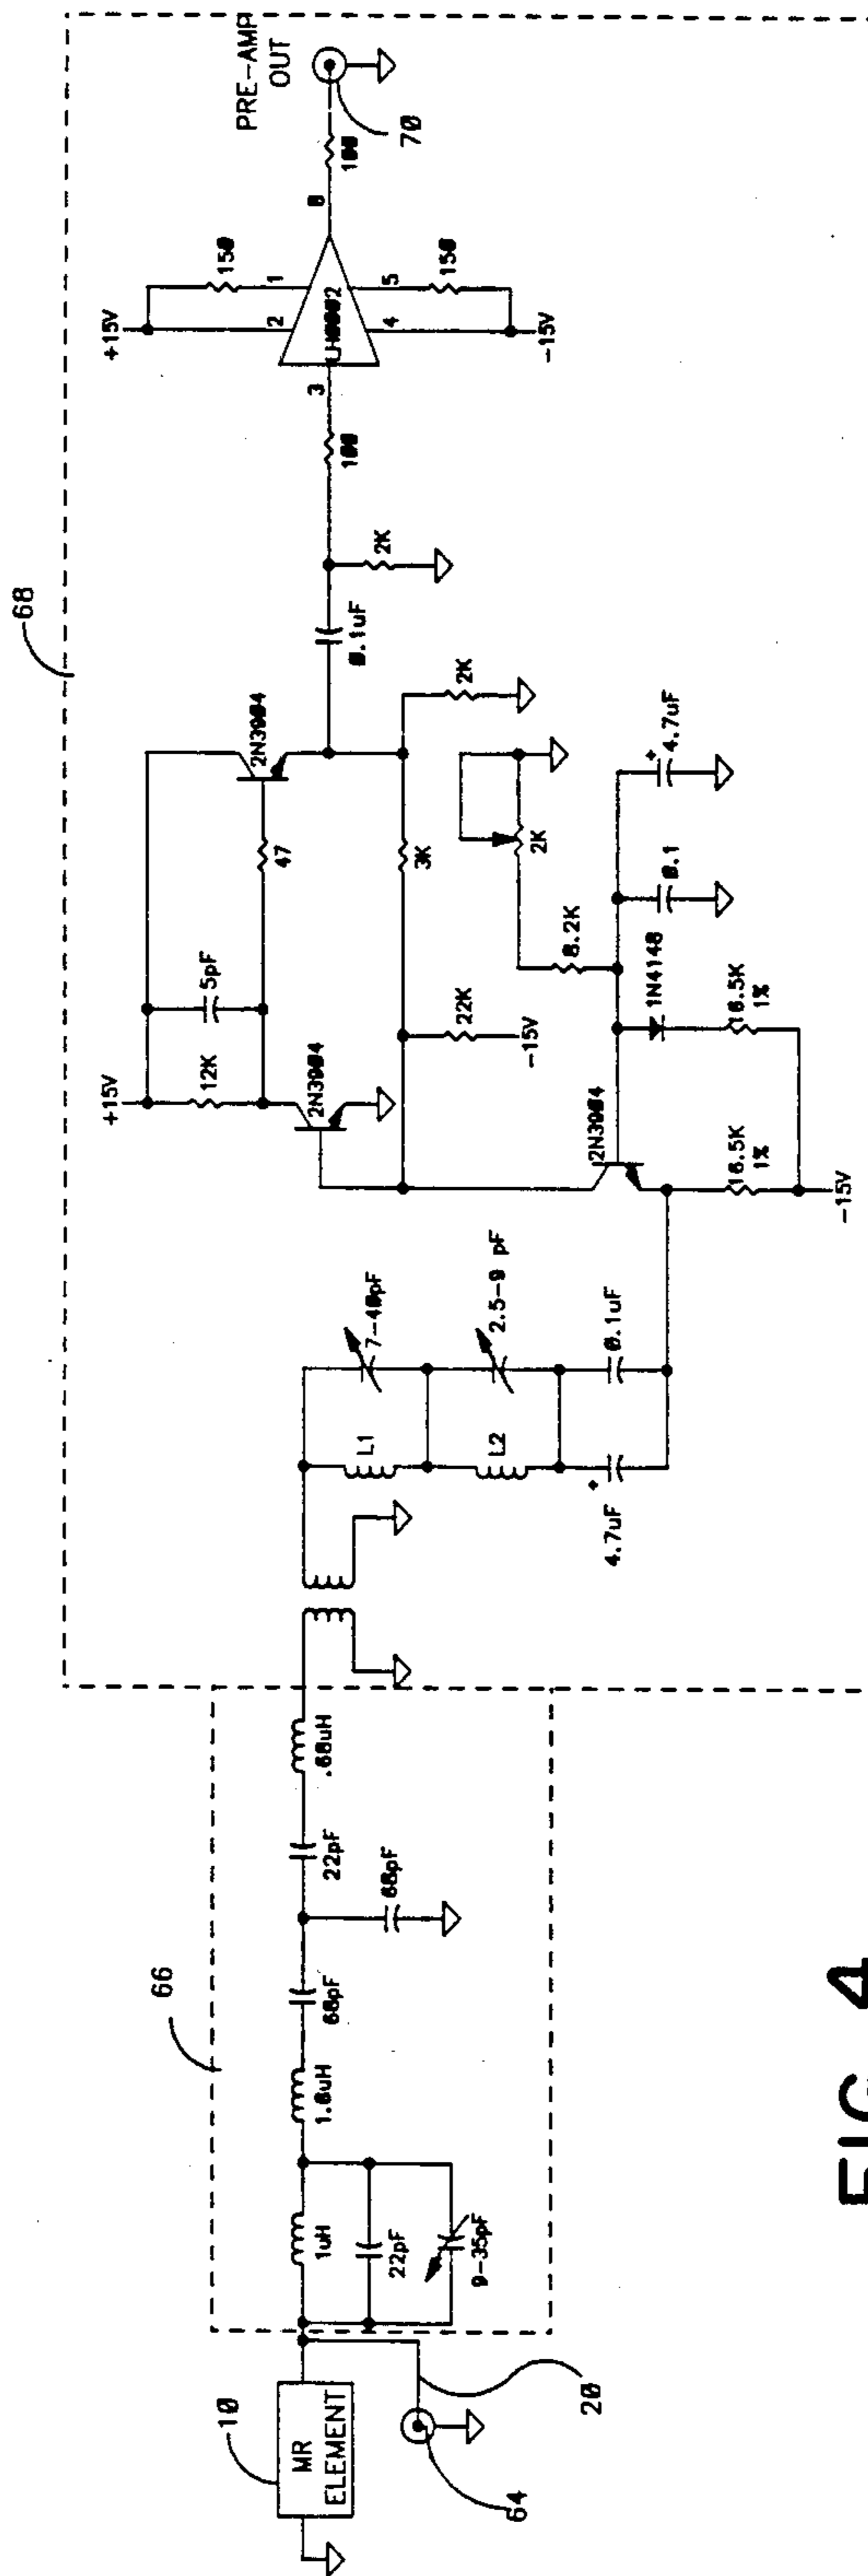 68
66
10
MR
ELEMENT
64
20
1uH
22pF
9-35pF
1.8uH
68pF
68pF
22pF
.68uH
L1
7-40pF
L2
2.5-9 pF
4.7uF
+
0.1uF
+15V
12K
5pF
2N3904
47
2N3904
22K
-15V
3K
2K
2N3904
16.5K
1%
-15V
1N4148
16.5K
1%
8.2K
2K
0.1
+
4.7uF
0.1uF
2K
100
3
LH0002
+15V
2
1
150
4
5
150
-15V
8
100
PRE-AMP
OUT
70
FIG. 4